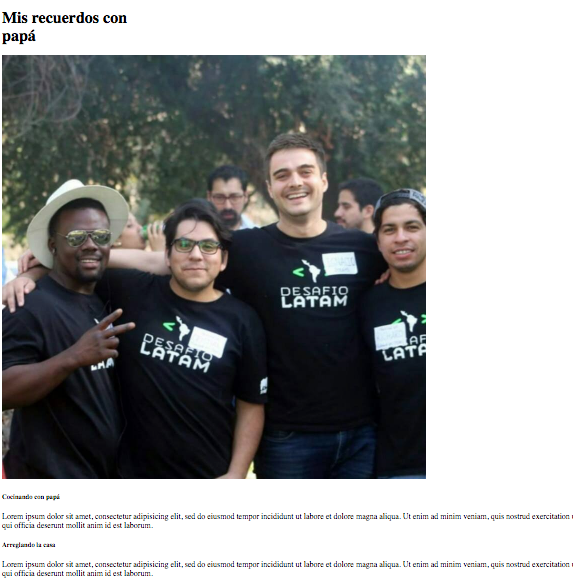 Mis recuerdos con
papá
DESAFIO
LATAM
DESAFIO
LATAM
Cocinando con papá
Lorem ipsum dolor sit amet, consectetur adipisicing elit, sed do eiusmod tempor incididunt ut labore et dolore magna aliqua. Ut enim ad minim veniam, quis nostrud exercitation
qui officia deserunt mollit anim id est laborum.
Arreglando la casa
Lorem ipsum dolor sit amet, consectetur adipisicing elit, sed do eiusmod tempor incididunt ut labore et dolore magna aliqua. Ut enim ad minim veniam, quis nostrud exercitation
qui officia deserunt mollit anim id est laborum.